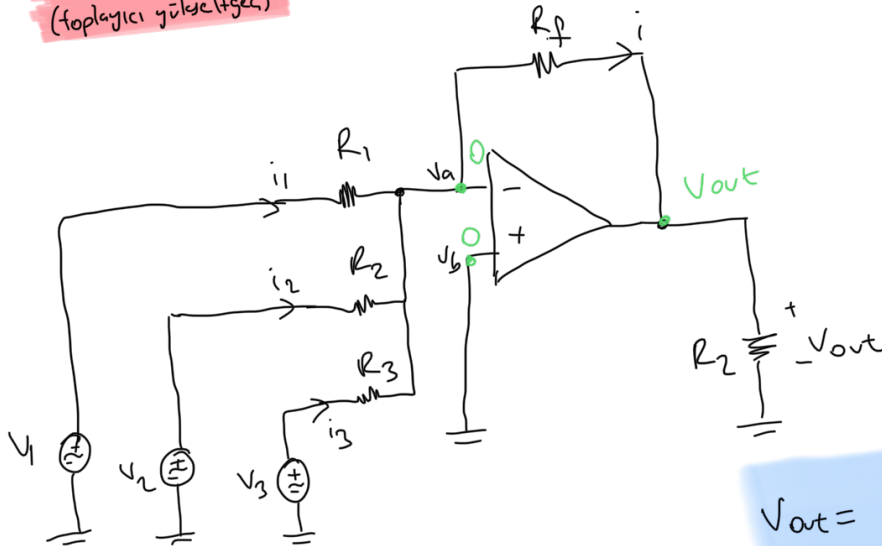 (toplayıcı yükselteç)
Rf
i
R1
i1
Va
0
-
Vout
0
+
Vb
R2
i2
+
R2
-
Vout
R3
i3
V1
V2
V3
+
+
+
Vout =